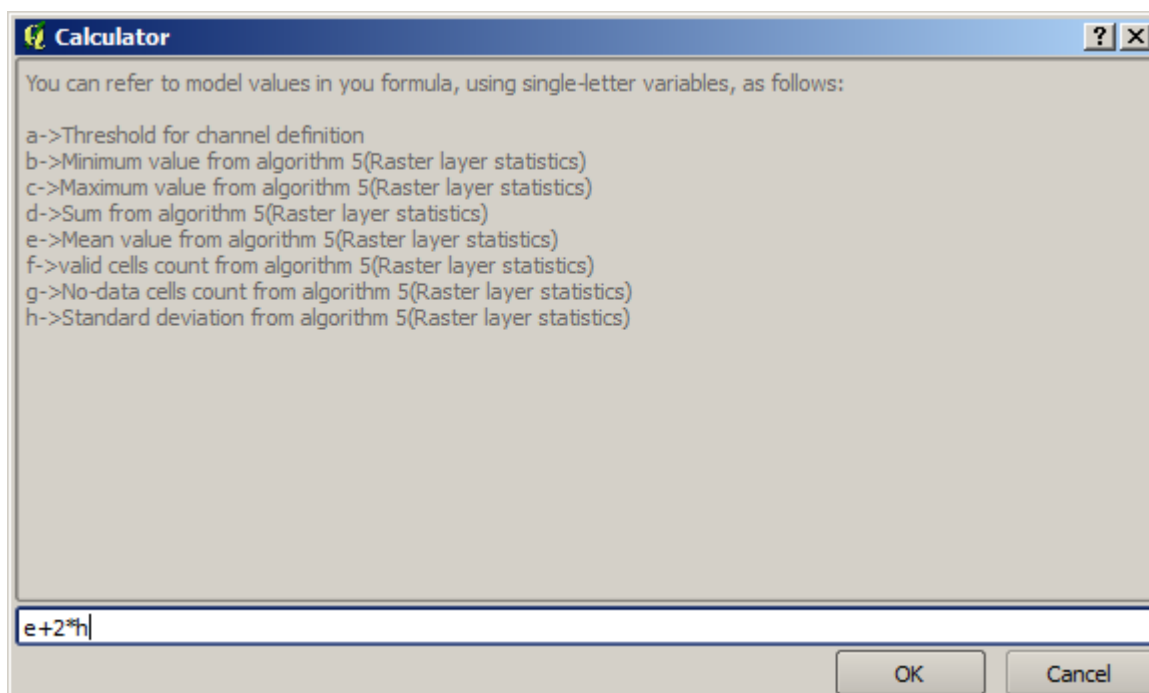 Calculator
You can refer to model values in you formula, using single-letter variables, as follows:
a->Threshold for channel definition
b->Minimum value from algorithm 5(Raster layer statistics)
c->Maximum value from algorithm 5(Raster layer statistics)
d->Sum from algorithm 5(Raster layer statistics)
e->Mean value from algorithm 5(Raster layer statistics)
f->valid cells count from algorithm 5(Raster layer statistics)
g->No-data cells count from algorithm 5(Raster layer statistics)
h->Standard deviation from algorithm 5(Raster layer statistics)
e+2*h
OK Cancel